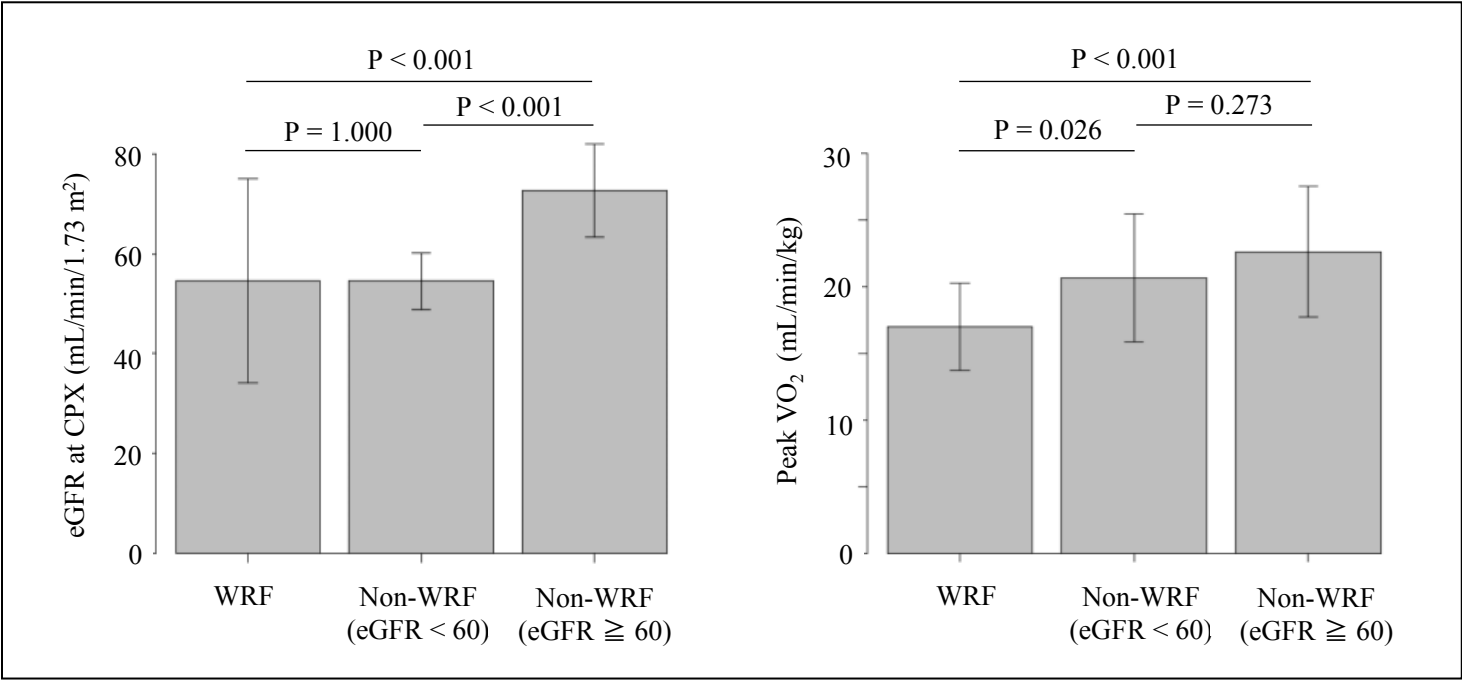 P < 0.001
P < 0.001
P = 1.000
eGFR at CPX (mL/min/1.73 m²)
80
60
40
20
0
WRF
Non-WRF
(eGFR < 60)
Non-WRF
(eGFR ≧ 60)
P < 0.001
P = 0.273
P = 0.026
Peak VO₂ (mL/min/kg)
30
20
10
0
WRF
Non-WRF
(eGFR < 60)
Non-WRF
(eGFR ≧ 60)